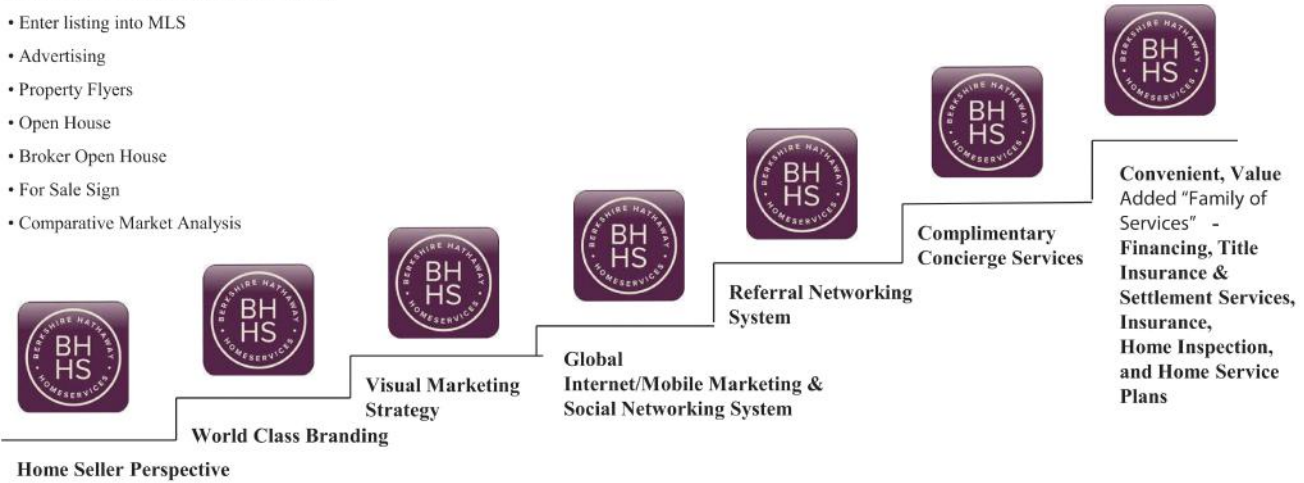 • Enter listing into MLS
• Advertising
• Property Flyers
• Open House
• Broker Open House
• For Sale Sign
• Comparative Market Analysis
BERKSHIRE HATHAWAY
BH
HS
HOMESERVICES
Home Seller Perspective
BERKSHIRE HATHAWAY
BH
HS
HOMESERVICES
World Class Branding
BERKSHIRE HATHAWAY
BH
HS
HOMESERVICES
Visual Marketing
Strategy
BERKSHIRE HATHAWAY
BH
HS
HOMESERVICES
Global
Internet/Mobile Marketing &
Social Networking System
BERKSHIRE HATHAWAY
BH
HS
HOMESERVICES
Referral Networking
System
BERKSHIRE HATHAWAY
BH
HS
HOMESERVICES
Complimentary
Concierge Services
BERKSHIRE HATHAWAY
BH
HS
HOMESERVICES
Convenient, Value
Added “Family of
Services” -
Financing, Title
Insurance &
Settlement Services,
Insurance,
Home Inspection,
and Home Service
Plans